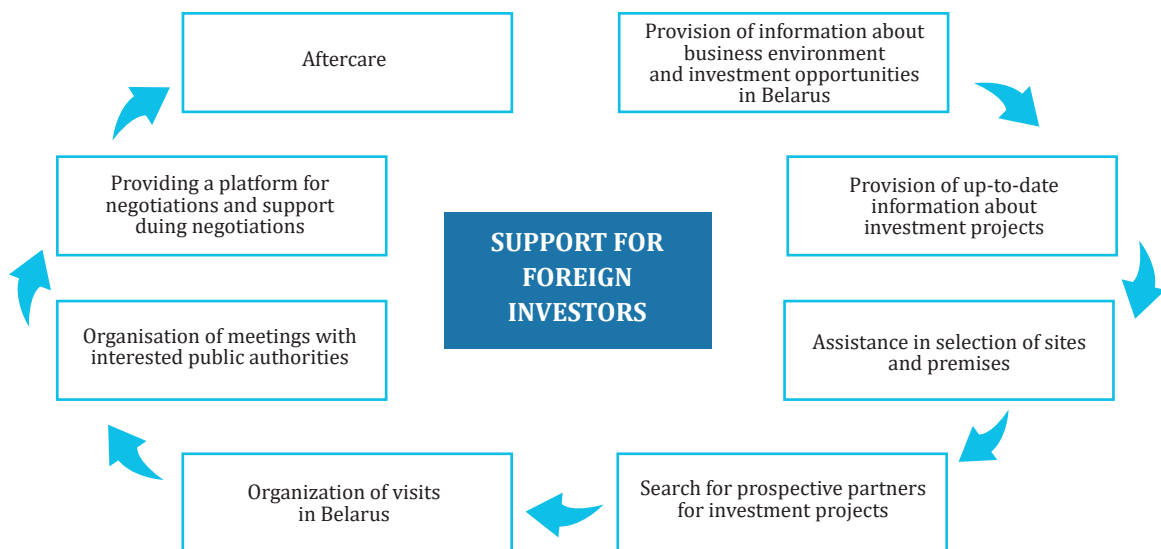 Aftercare
Provision of information about
business environment
and investment opportunities
in Belarus
Providing a platform for
negotiations and support
duing negotiations
Provision of up-to-date
information about
investment projects
SUPPORT FOR
FOREIGN
INVESTORS
Organisation of meetings with
interested public authorities
Assistance in selection of sites
and premises
Organization of visits
in Belarus
Search for prospective partners
for investment projects